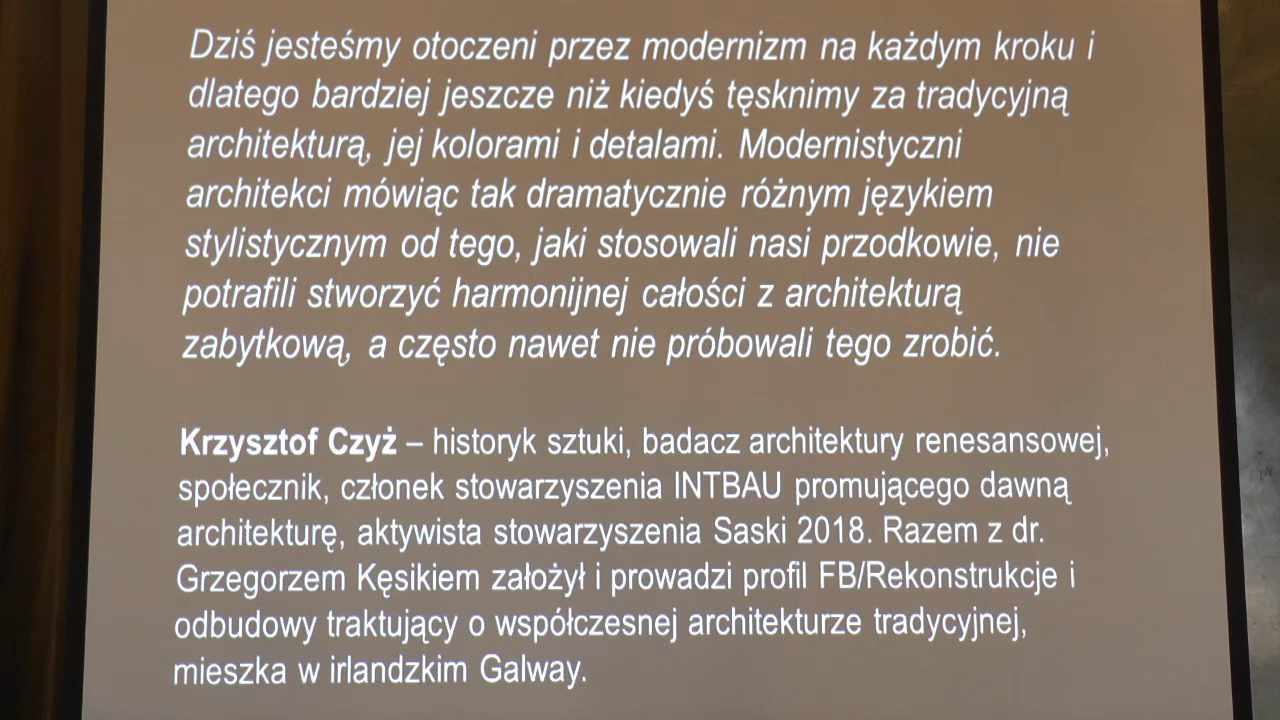 Dziś jesteśmy otoczeni przez modernizm na każdym kroku i
dlatego bardziej jeszcze niż kiedyś tęsknimy za tradycyjną
architekturą, jej kolorami i detalami. Modernistyczni
architekci mówiąc tak dramatycznie różnym językiem
stylistycznym od tego, jaki stosowali nasi przodkowie, nie
potrafili stworzyć harmonijnej całości z architekturą
zabytkową, a często nawet nie próbowali tego zrobić.
Krzysztof Czyż – historyk sztuki, badacz architektury renesansowej,
społecznik, członek stowarzyszenia INTBAU promującego dawną
architekturę, aktywista stowarzyszenia Saski 2018. Razem z dr.
Grzegorzem Kęsikiem założył i prowadzi profil FB/Rekonstrukcje i
odbudowy traktujący o współczesnej architekturze tradycyjnej,
mieszka w irlandzkim Galway.